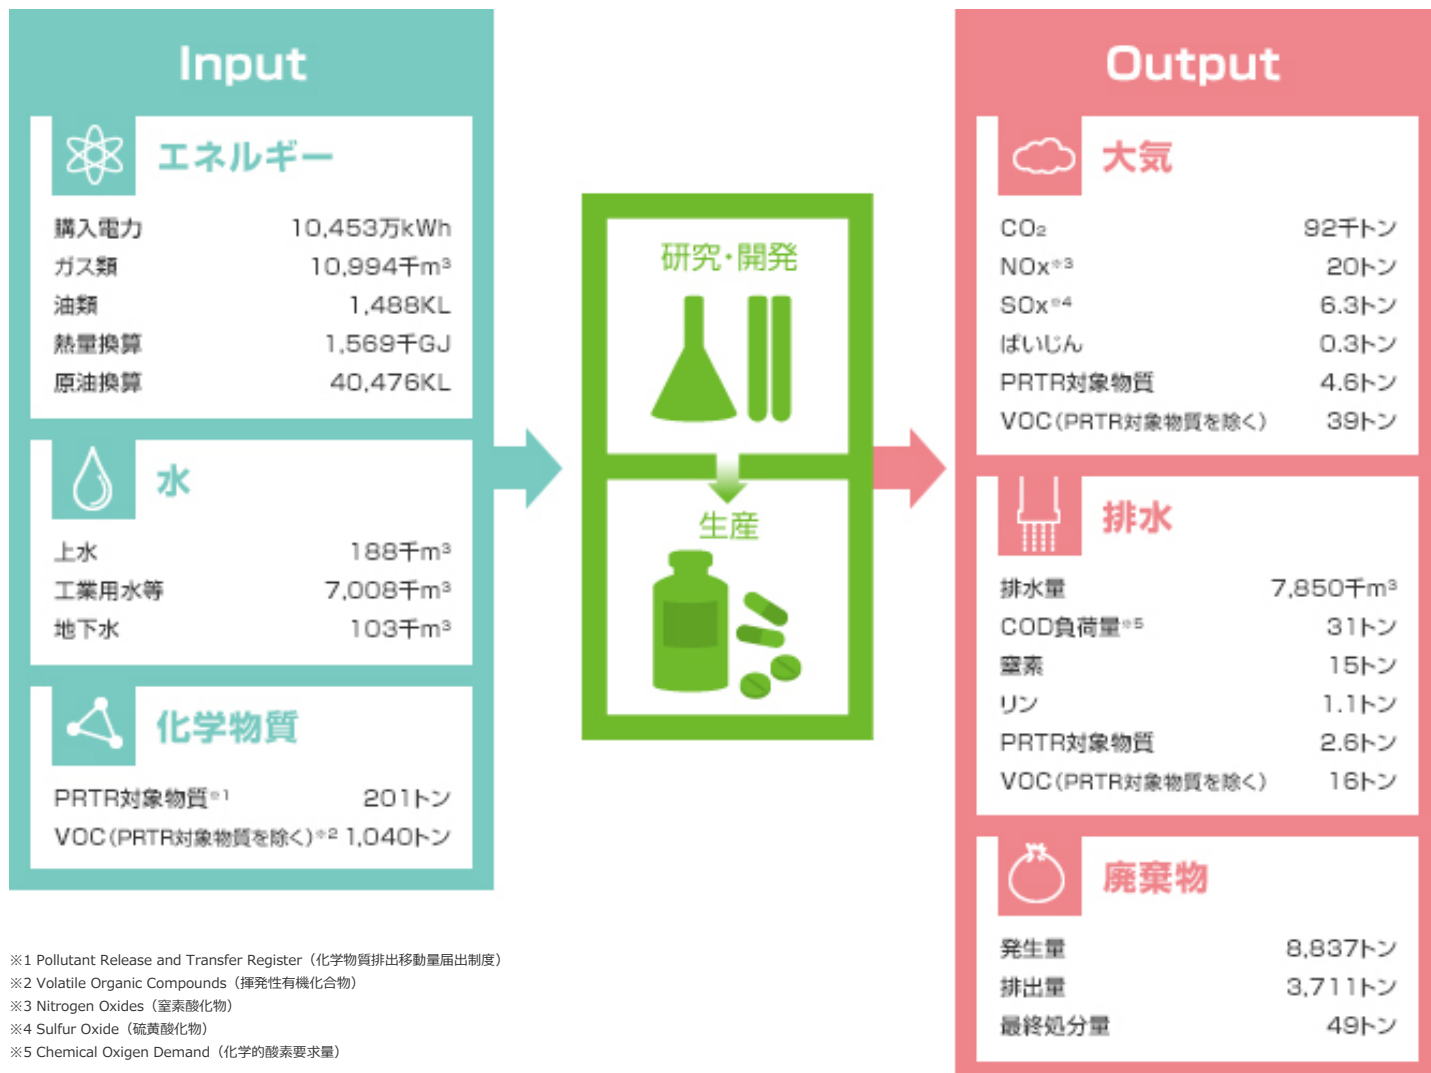 Input
エネルギー
購入電力 10,453万kWh
ガス類 10,994千m³
油類 1,488KL
熱量換算 1,569千GJ
原油換算 40,476KL
水
上水 188千m³
工業用水等 7,008千m³
地下水 103千m³
化学物質
PRTR対象物質※1 201トン
VOC(PRTR対象物質を除く)※2 1,040トン
研究・開発
生産
Output
大気
CO₂ 92千トン
NOx※3 20トン
SOx※4 6.3トン
ばいじん 0.3トン
PRTR対象物質 4.6トン
VOC(PRTR対象物質を除く) 39トン
排水
排水量 7,850千m³
COD負荷量※5 31トン
窒素 15トン
リン 1.1トン
PRTR対象物質 2.6トン
VOC(PRTR対象物質を除く) 16トン
廃棄物
発生量 8,837トン
排出量 3,711トン
最終処分量 49トン
※1 Pollutant Release and Transfer Register（化学物質排出移動量届出制度）
※2 Volatile Organic Compounds（揮発性有機化合物）
※3 Nitrogen Oxides（窒素酸化物）
※4 Sulfur Oxide（硫黄酸化物）
※5 Chemical Oxigen Demand（化学的酸素要求量）